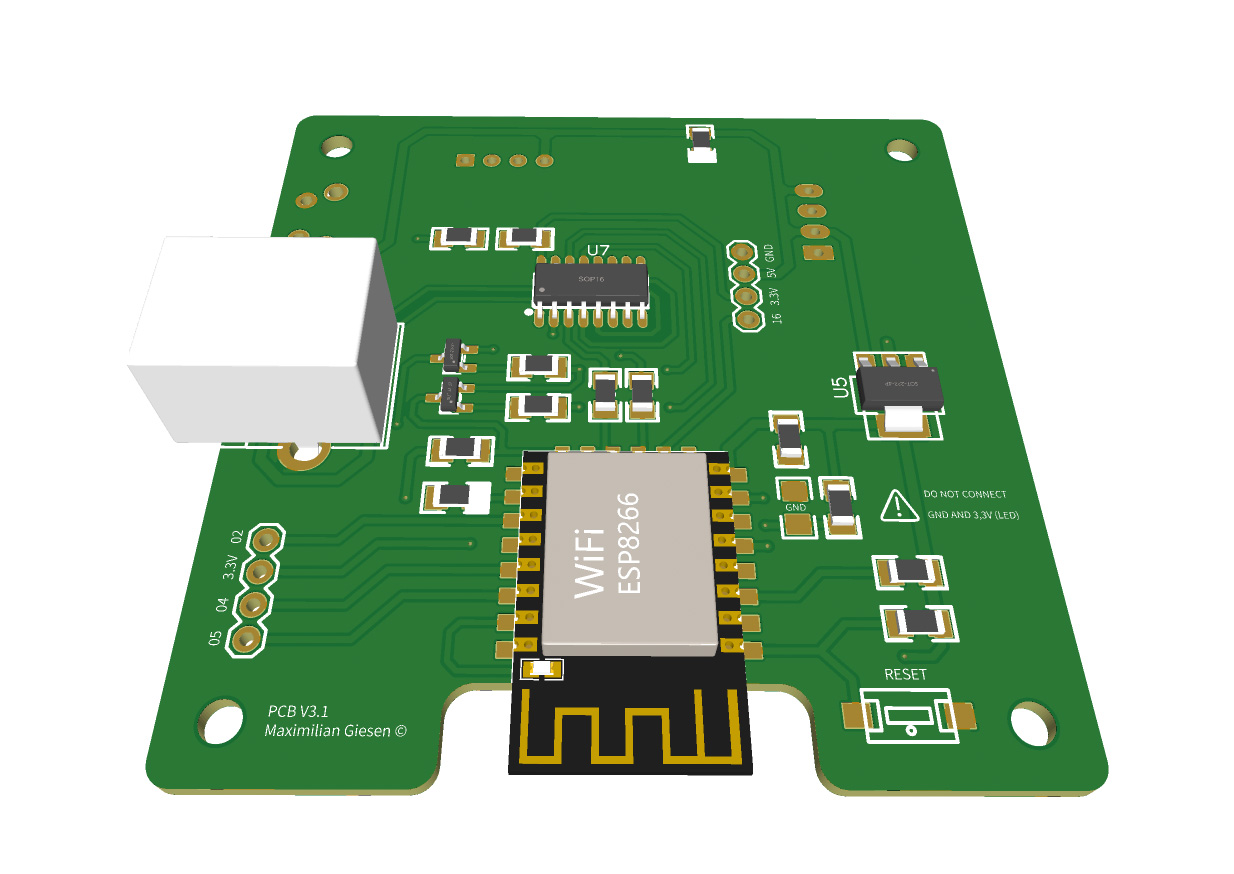 U7
SOP16
GND
5V
3.3V
16
U5
02
3.3V
04
05
WiFi
ESP8266
GND
DO NOT CONNECT
GND AND 3,3V (LED)
RESET
PCB V3.1
Maximilian Giesen ©